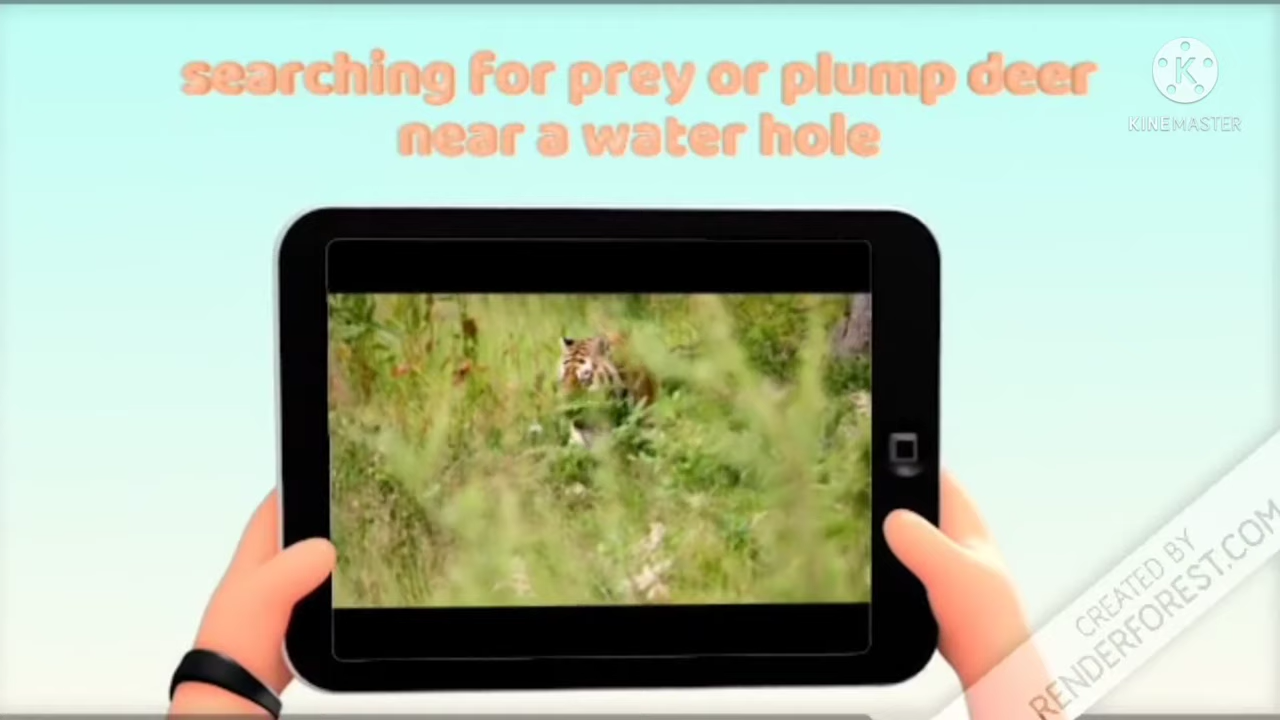 searching for prey or plump deer
near a water hole
K
KINEMASTER
CREATED BY
RENDERFOREST.COM